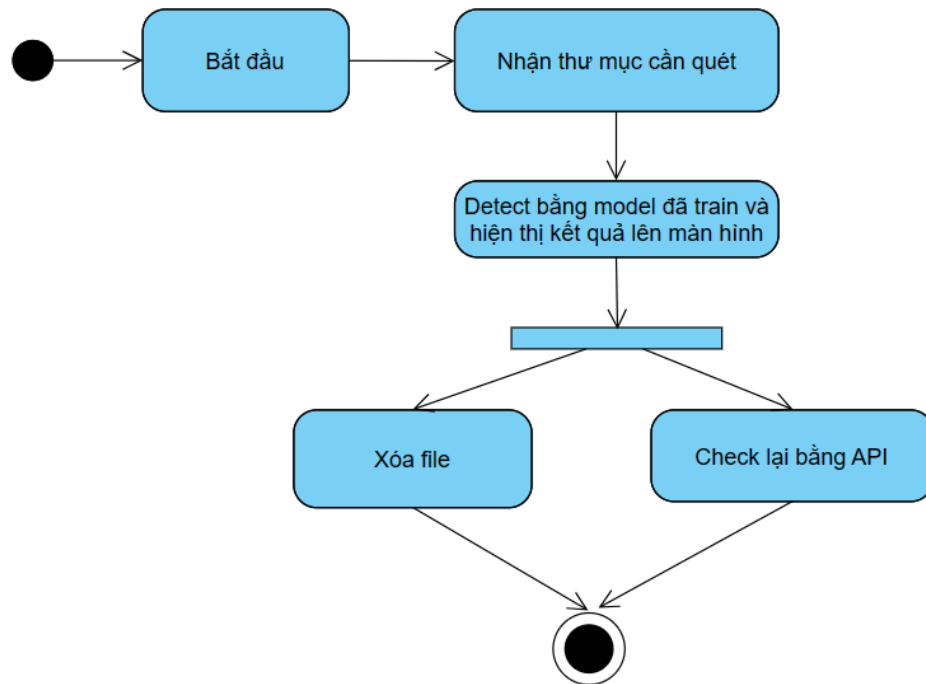 Bắt đầu
Nhận thư mục cần quét
Detect bằng model đã train và
hiện thị kết quả lên màn hình
Xóa file
Check lại bằng API